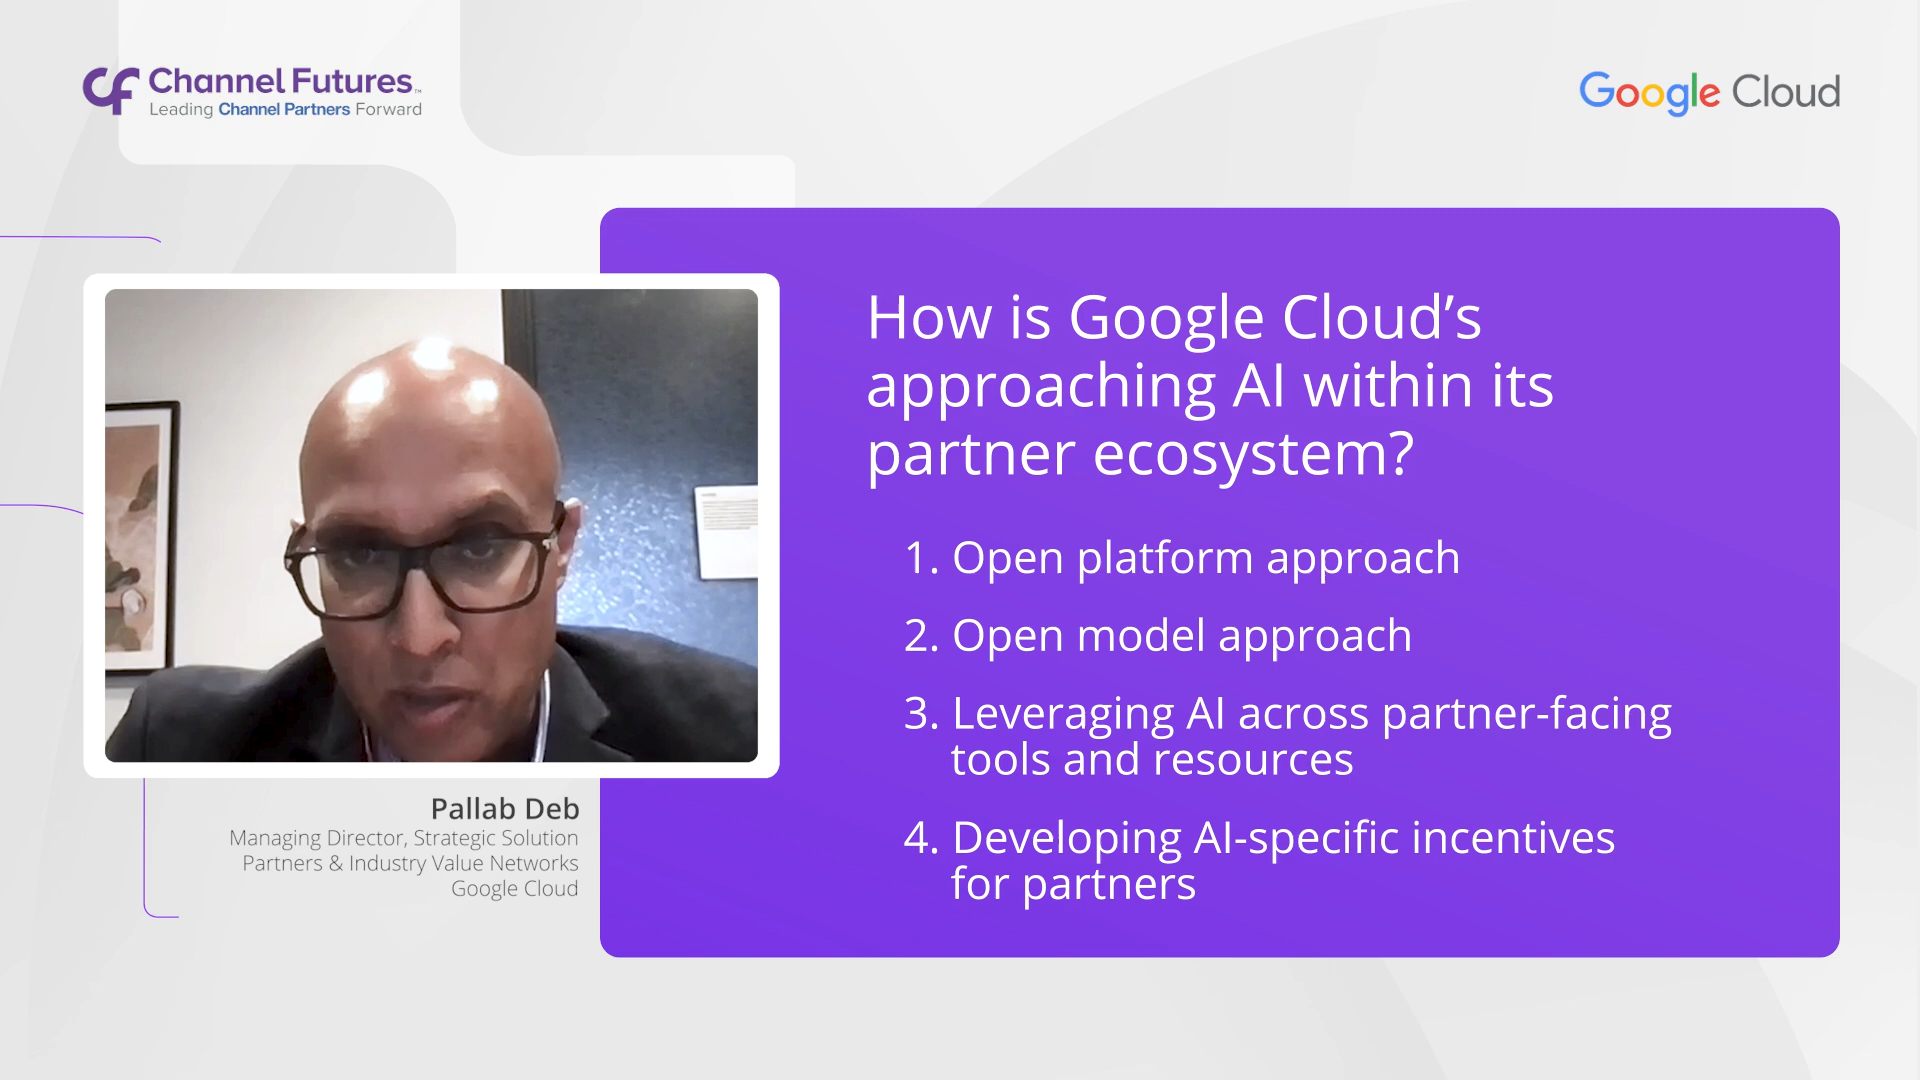 Channel Futures™
Leading Channel Partners Forward
Google Cloud
How is Google Cloud’s
approaching AI within its
partner ecosystem?
1. Open platform approach
2. Open model approach
3. Leveraging AI across partner-facing
tools and resources
4. Developing AI-specific incentives
for partners
Pallab Deb
Managing Director, Strategic Solution
Partners & Industry Value Networks
Google Cloud